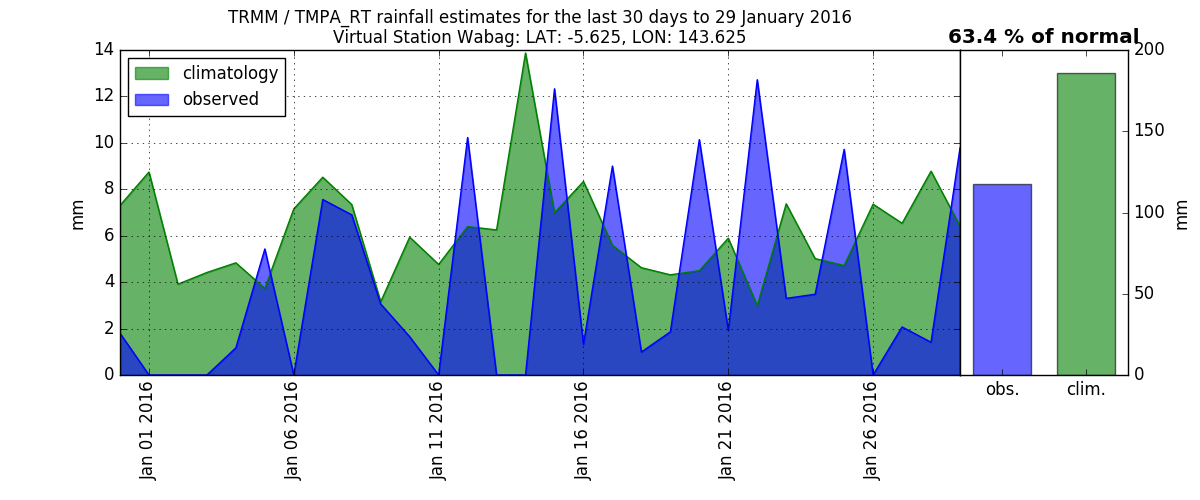 TRMM / TMPA_RT rainfall estimates for the last 30 days to 29 January 2016
Virtual Station Wabag: LAT: -5.625, LON: 143.625
63.4 % of normal
climatology
observed
14
12
10
8
6
4
2
0
mm
200
150
100
50
0
mm
Jan 01 2016
Jan 06 2016
Jan 11 2016
Jan 16 2016
Jan 21 2016
Jan 26 2016
obs.
clim.